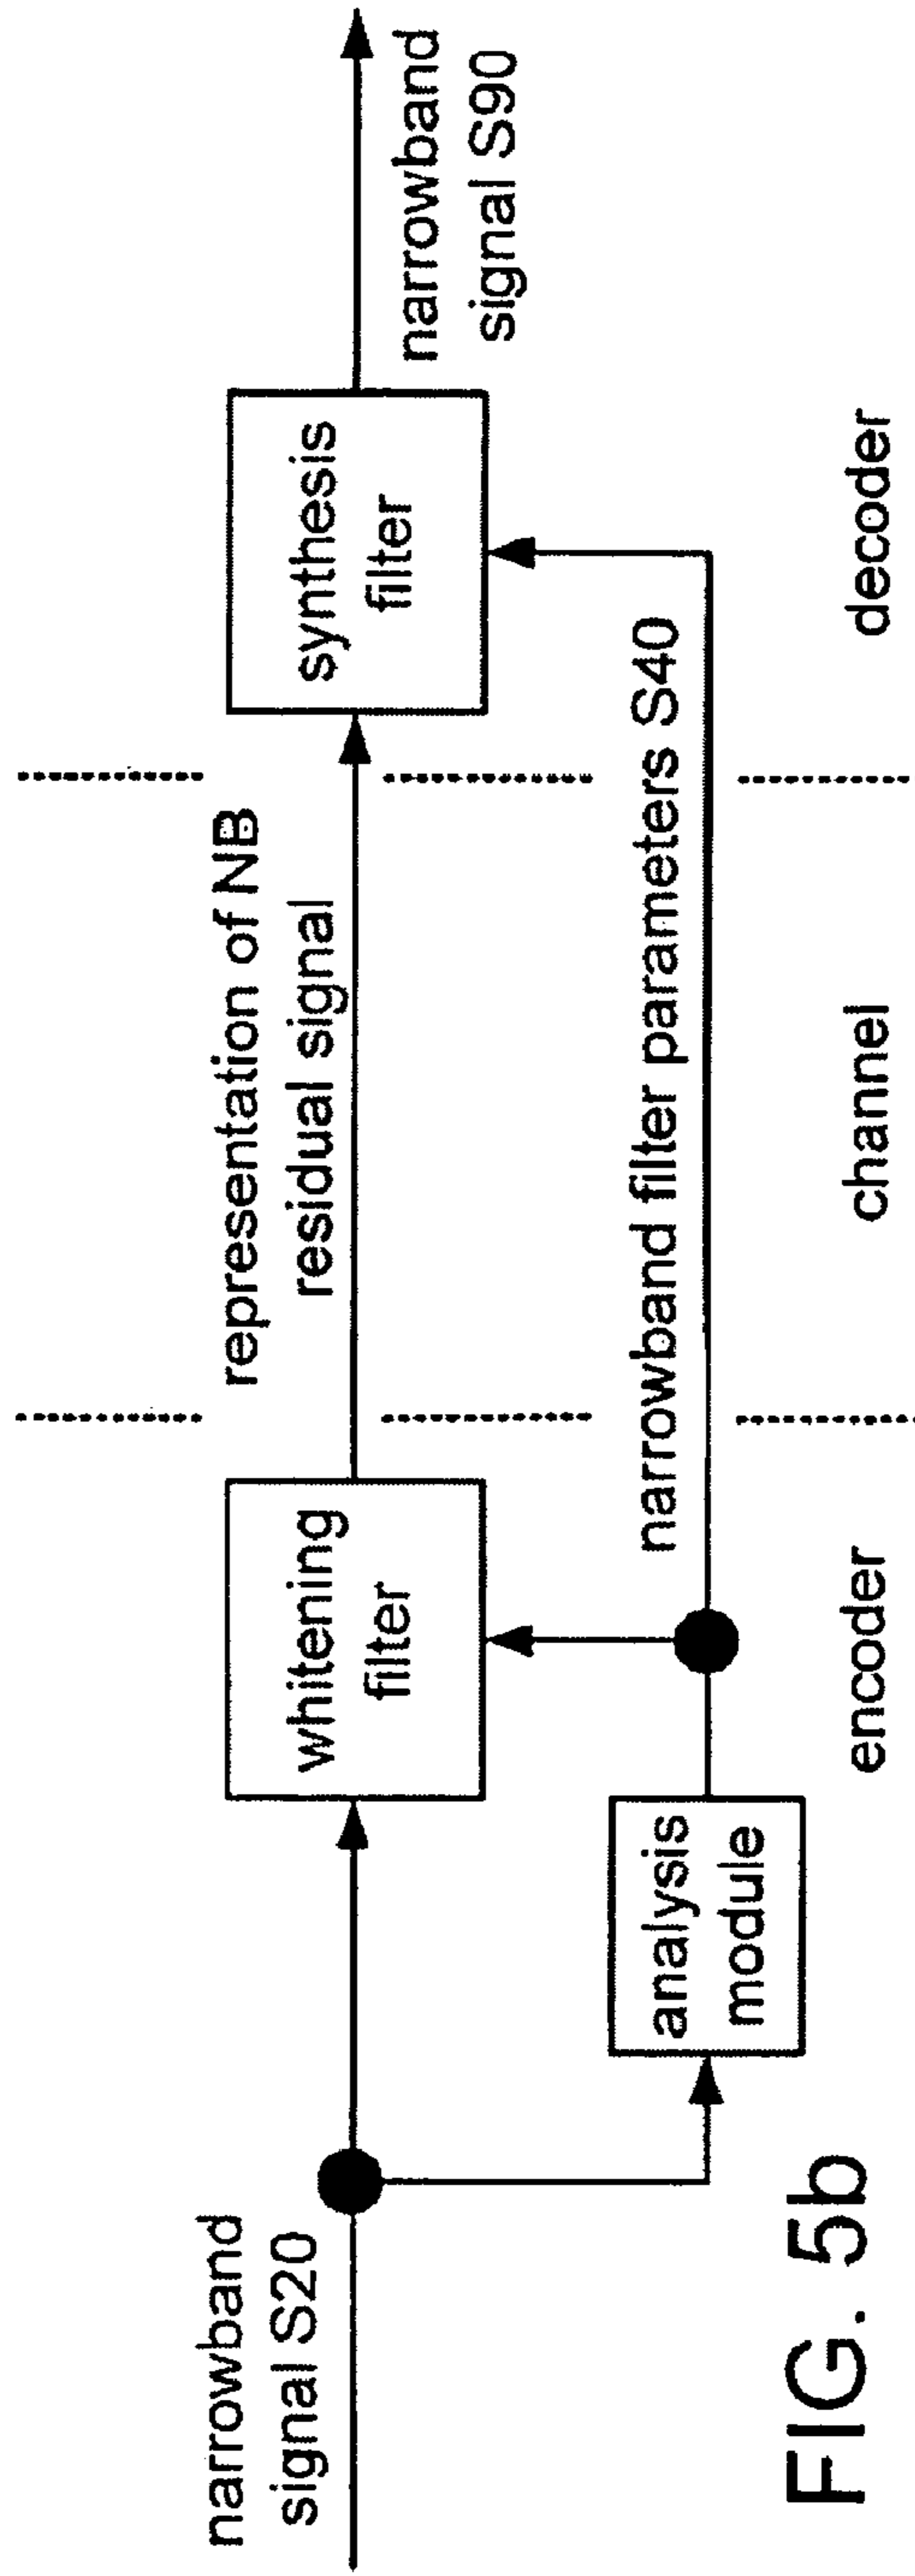 narrowband
signal S20
whitening
filter
analysis
module
representation of NB
residual signal
narrowband filter parameters S40
synthesis
filter
narrowband
signal S90
encoder
channel
decoder
FIG. 5b